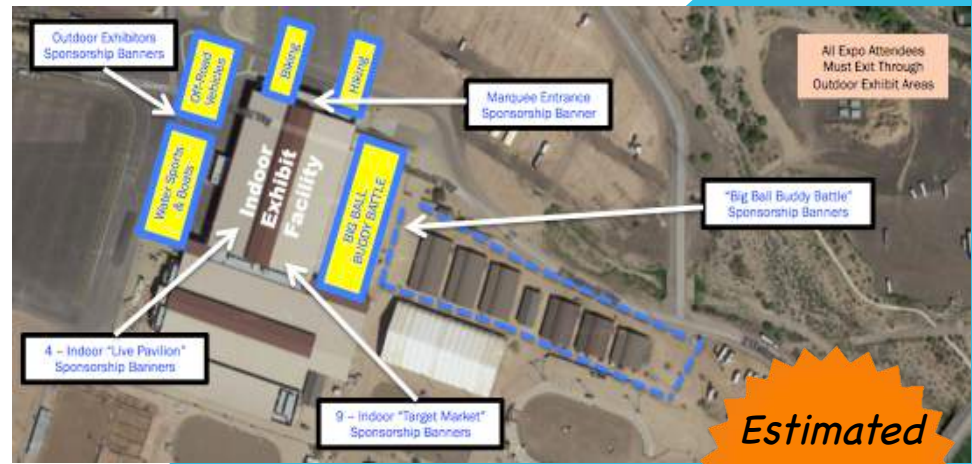 Outdoor Exhibitors
Sponsorship Banners
Off-Road
Vehicles
Biking
Hiking
Marquee Entrance
Sponsorship Banner
All Expo Attendees
Must Exit Through
Outdoor Exhibit Areas
Water Sports
& Boats
Indoor
Exhibit
Facility
BIG BALL
BUDDY BATTLE
"Big Ball Buddy Battle"
Sponsorship Banners
4 – Indoor "Live Pavilion"
Sponsorship Banners
9 – Indoor "Target Market"
Sponsorship Banners
Estimated